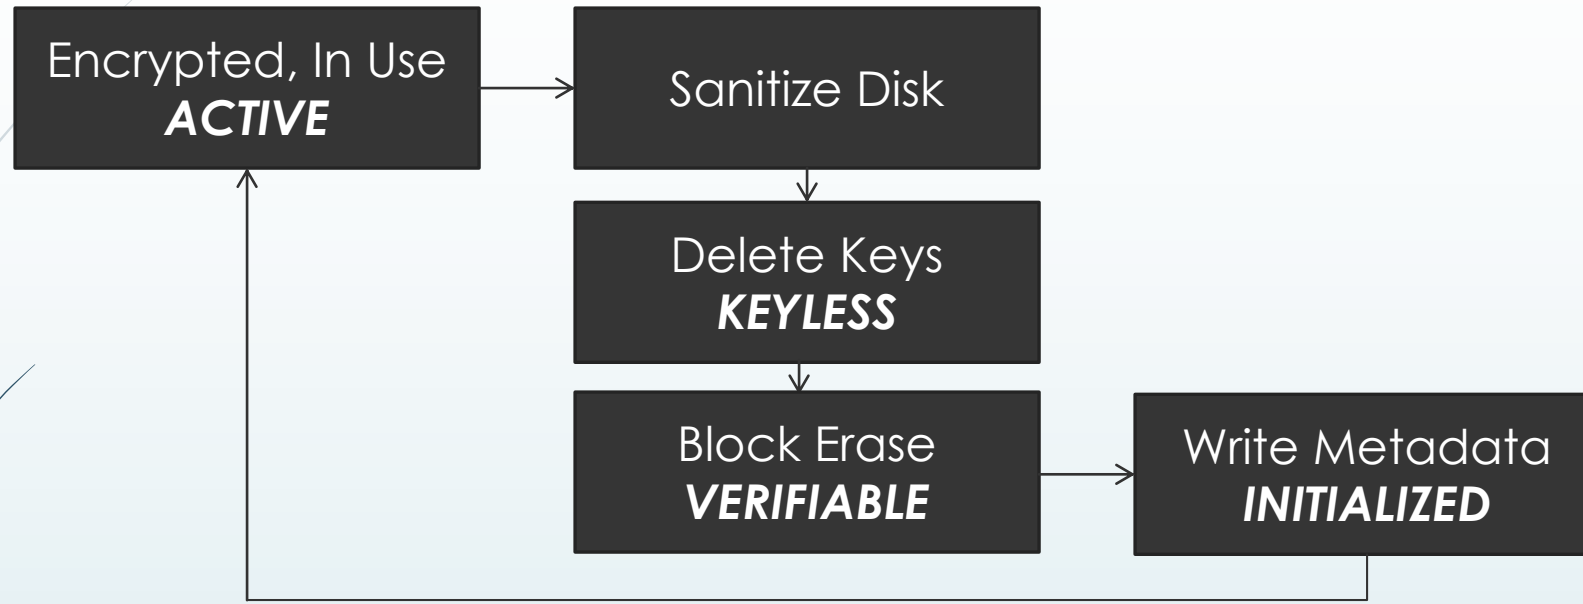 Encrypted, In Use
ACTIVE
Sanitize Disk
Delete Keys
KEYLESS
Block Erase
VERIFIABLE
Write Metadata
INITIALIZED